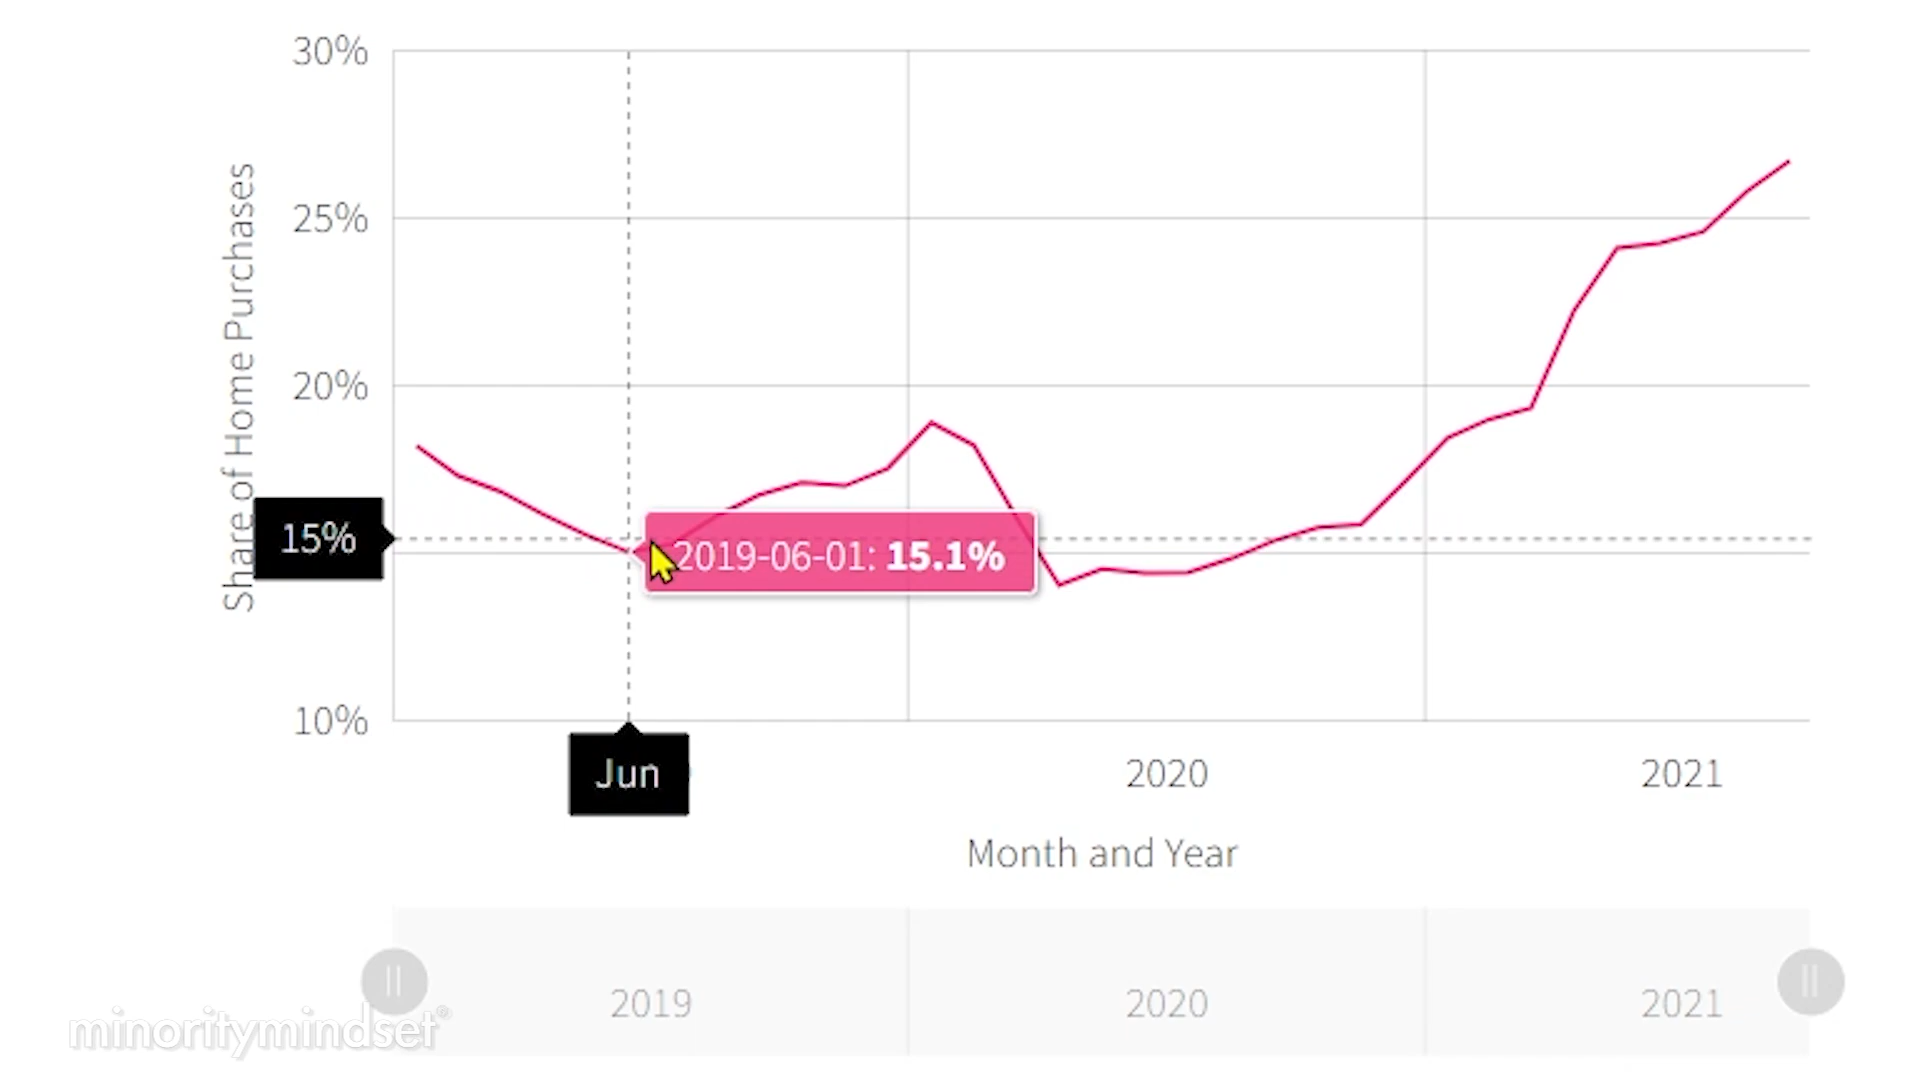 30%
25%
20%
15%
10%
Share of Home Purchases
2019-06-01: 15.1%
Jun
2020
2021
Month and Year
2019
2020
2021
minoritymindset®